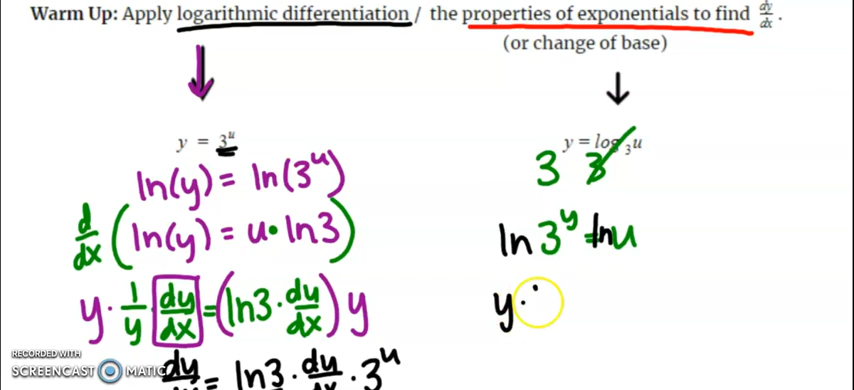 Warm Up: Apply logarithmic differentiation / the properties of exponentials to find dy/dx .
(or change of base)
y = 3^u
y = log_3 u
3 3
ln(y) = ln(3^u)
d/dx (ln(y) = u · ln3)
ln 3^y = ln u
y · 1/y · dy/dx = (ln3 · du/dx) y
y ·
RECORDED WITH
SCREENCAST MATIC
dy/dx = ln3 · du/dx · 3^u